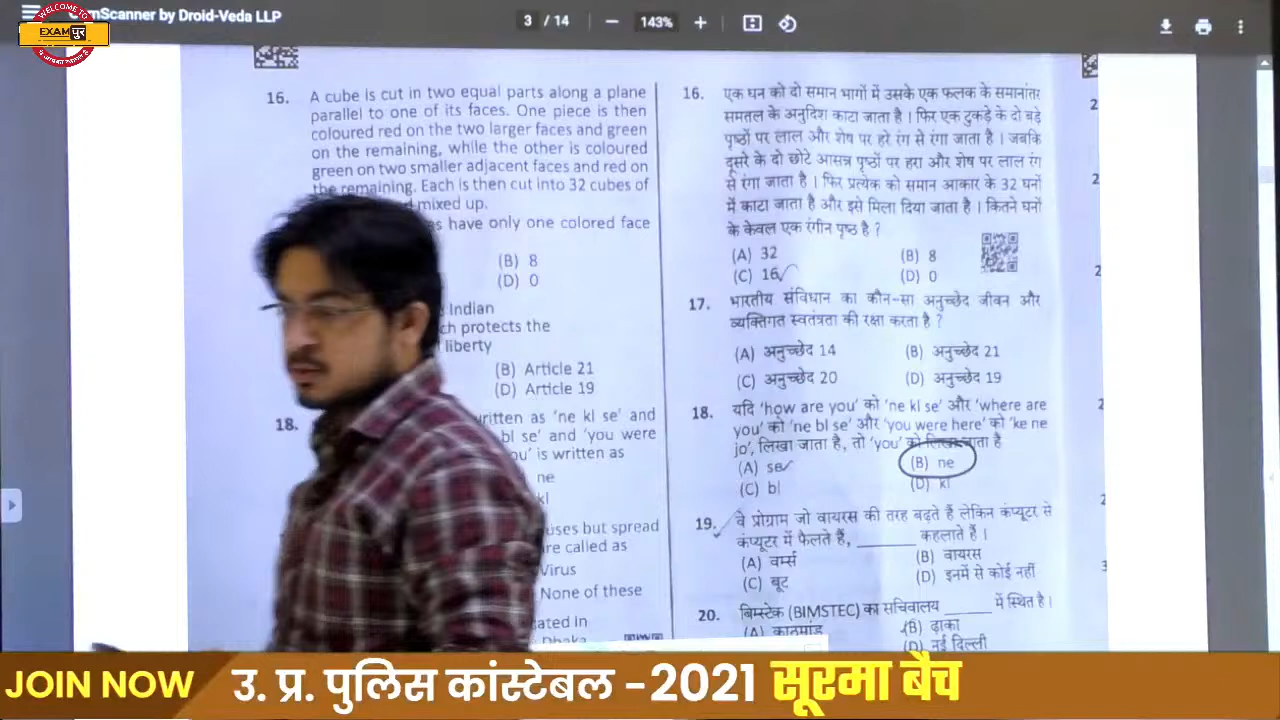 WELCOME TO
EXAMपुर
CamScanner by Droid-Veda LLP
3 / 14
143%
16. A cube is cut in two equal parts along a plane
parallel to one of its faces. One piece is then
coloured red on the two larger faces and green
on the remaining, while the other is coloured
green on two smaller adjacent faces and red on
the remaining. Each is then cut into 32 cubes of
mixed up.
have only one colored face
(B) 8
(D) 0
Indian
protects the
liberty
(B) Article 21
(D) Article 19
18. written as 'ne kl se' and
bl se' and 'you were
is written as
ne
kl
but spread
are called as
Virus
None of these
in
Dhaka
16. एक घन को दो समान भागों में उसके एक फलक के समानांतर
समतल के अनुदिश काटा जाता है । फिर एक टुकड़े के दो बड़े
पृष्ठों पर लाल और शेष पर हरे रंग से रंगा जाता है । जबकि
दूसरे के दो छोटे आसन्न पृष्ठों पर हरा और शेष पर लाल रंग
से रंगा जाता है । फिर प्रत्येक को समान आकार के 32 घनों
में काटा जाता है और इसे मिला दिया जाता है । कितने घनों
के केवल एक रंगीन पृष्ठ है ?
(A) 32 (B) 8
(C) 16 (D) 0
17. भारतीय संविधान का कौन-सा अनुच्छेद जीवन और
व्यक्तिगत स्वतंत्रता की रक्षा करता है ?
(A) अनुच्छेद 14 (B) अनुच्छेद 21
(C) अनुच्छेद 20 (D) अनुच्छेद 19
18. यदि 'how are you' को 'ne kl se' और 'where are
you' को 'ne bl se' और 'you were here' को 'ke ne
jo', लिखा जाता है, तो 'you' को लिखा जाता है
(A) se (B) ne
(C) bl (D) kl
19. वे प्रोग्राम जो वायरस की तरह बढ़ते हैं लेकिन कंप्यूटर से
कंप्यूटर में फैलते हैं, ______ कहलाते हैं ।
(A) वर्म्स (B) वायरस
(C) बूट (D) इनमें से कोई नहीं
20. बिम्स्टेक (BIMSTEC) का सचिवालय _____ में स्थित है ।
(A) काठमांडू (B) ढाका
(D) नई दिल्ली
JOIN NOW उ. प्र. पुलिस कांस्टेबल -2021 सूरमा बैच